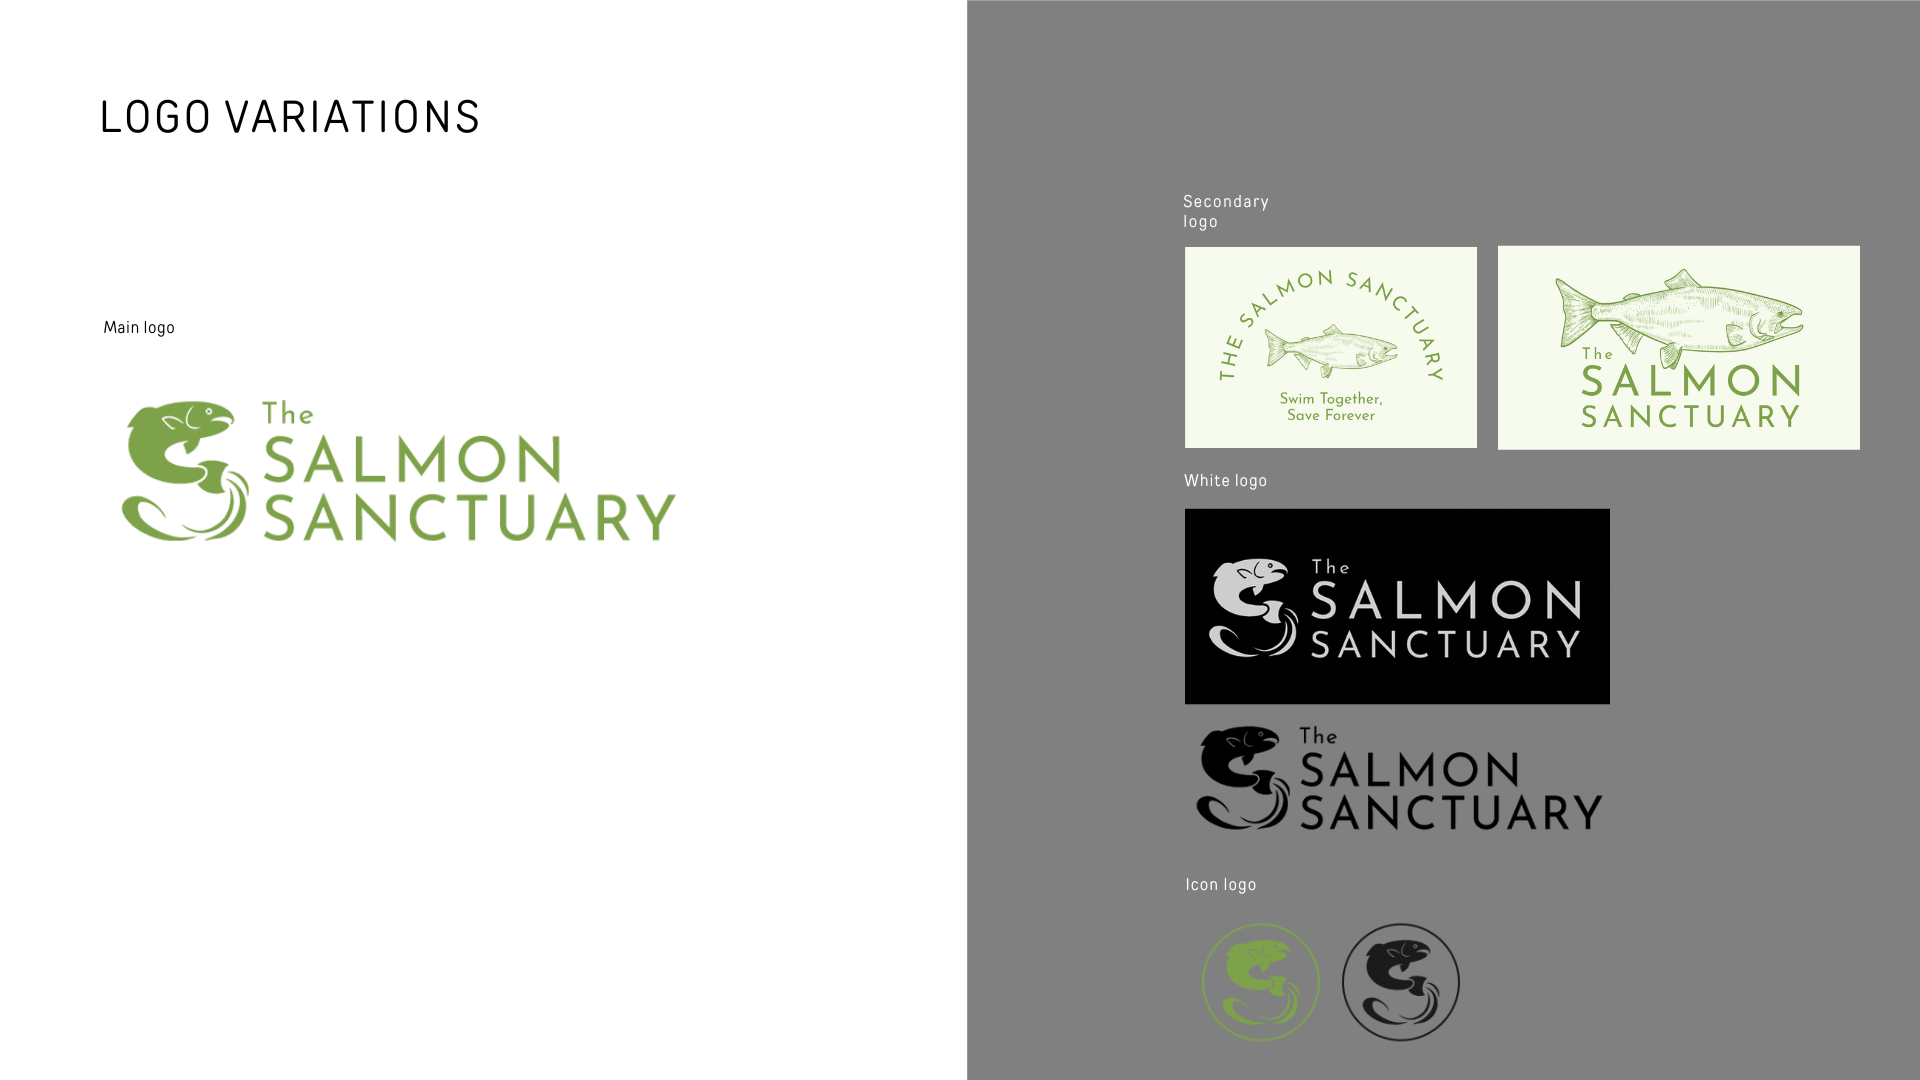 LOGO VARIATIONS
Main logo
The
SALMON
SANCTUARY
Secondary
logo
THE SALMON SANCTUARY
Swim Together,
Save Forever
The
SALMON
SANCTUARY
White logo
The
SALMON
SANCTUARY
The
SALMON
SANCTUARY
Icon logo